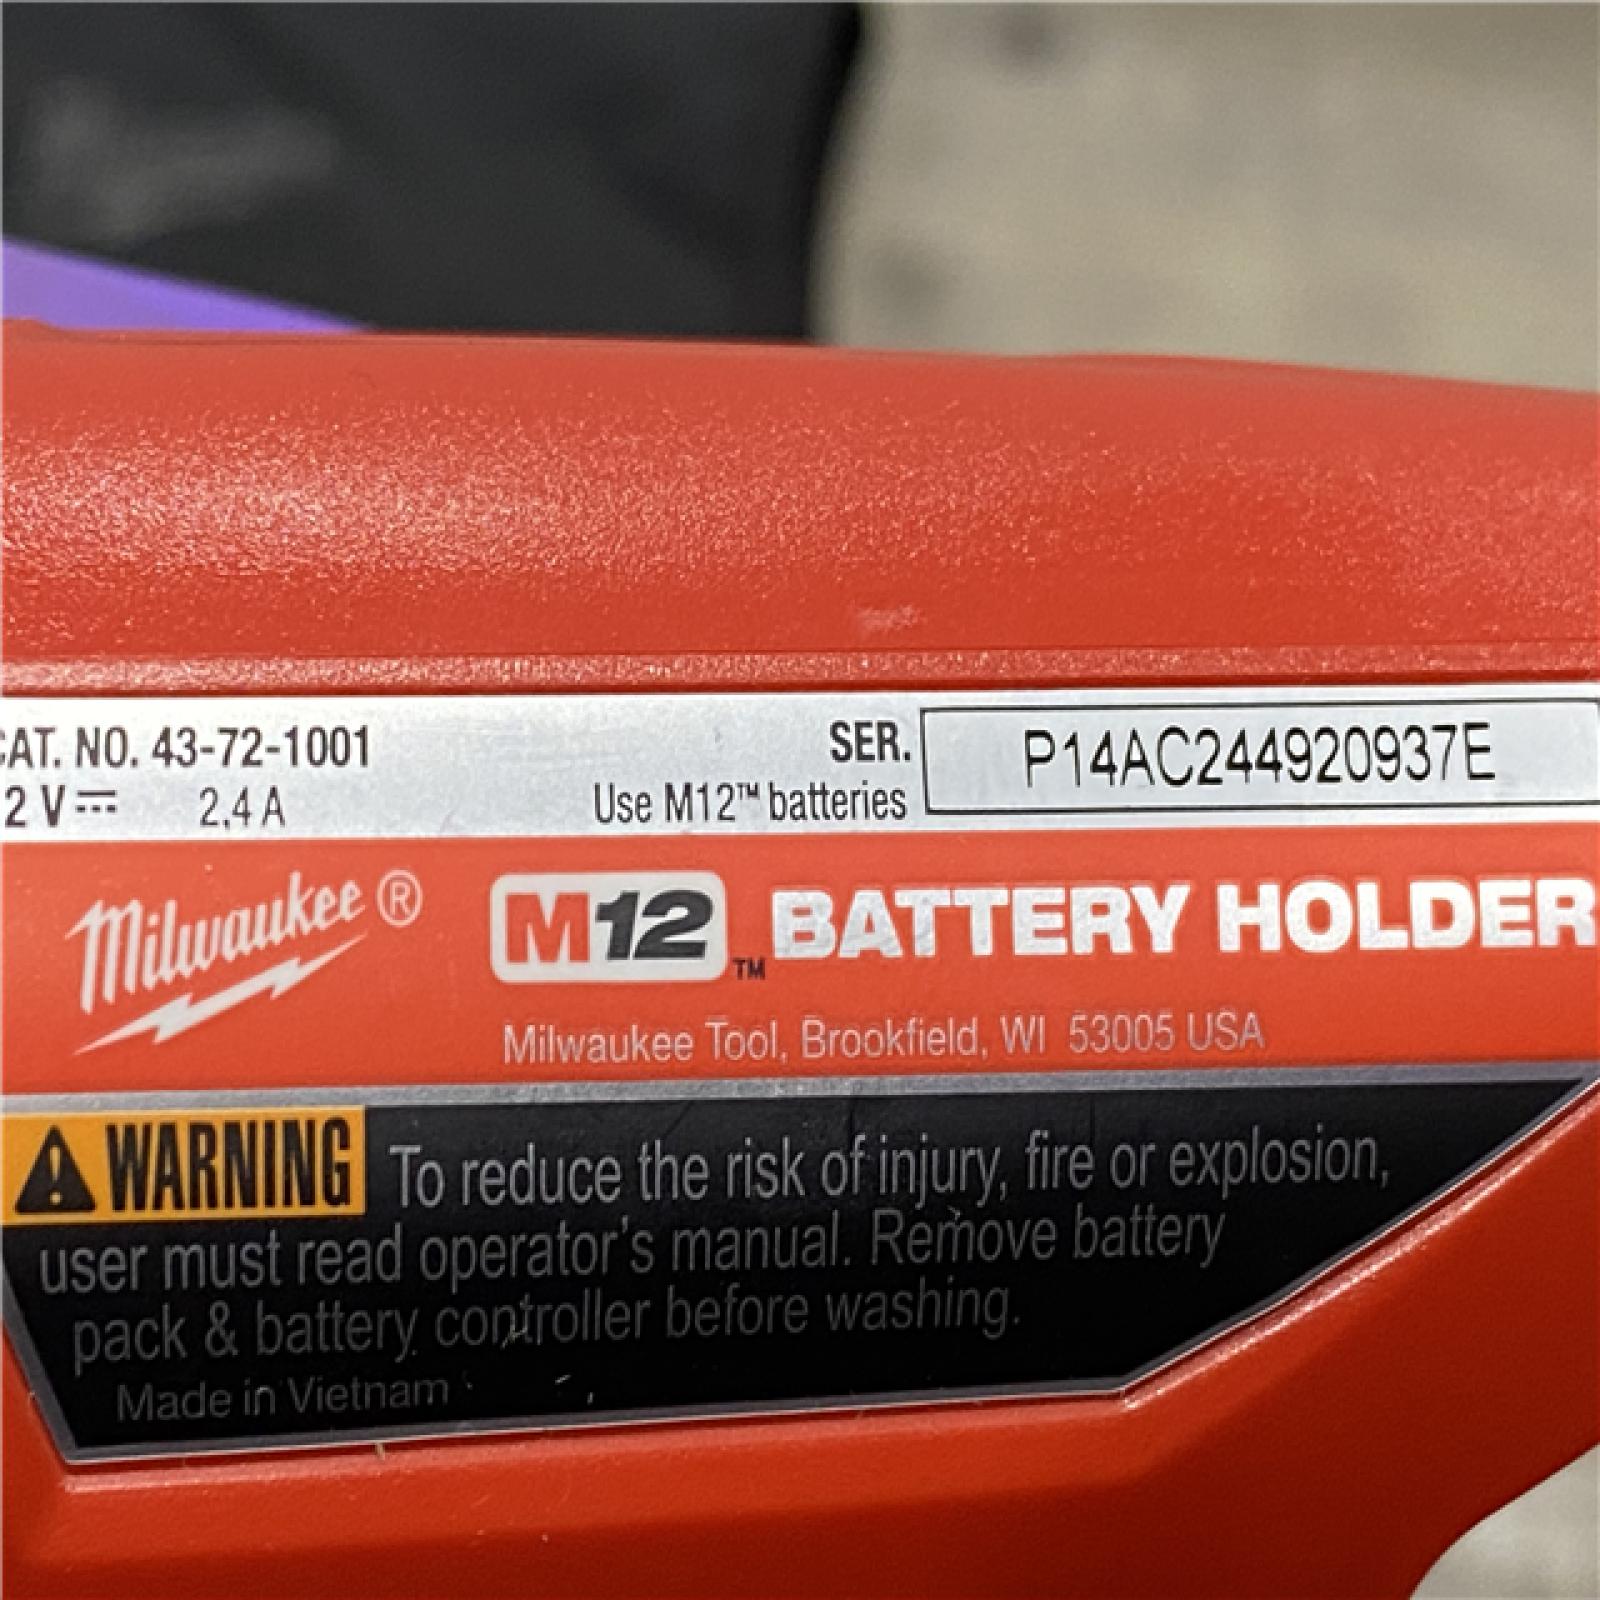 CAT. NO. 43-72-1001 SER. P14AC244920937E
2 V⎓ 2.4 A Use M12™ batteries
Milwaukee® M12™ BATTERY HOLDER
Milwaukee Tool, Brookfield, WI 53005 USA
⚠ WARNING To reduce the risk of injury, fire or explosion,
user must read operator's manual. Remove battery
pack & battery controller before washing.
Made in Vietnam